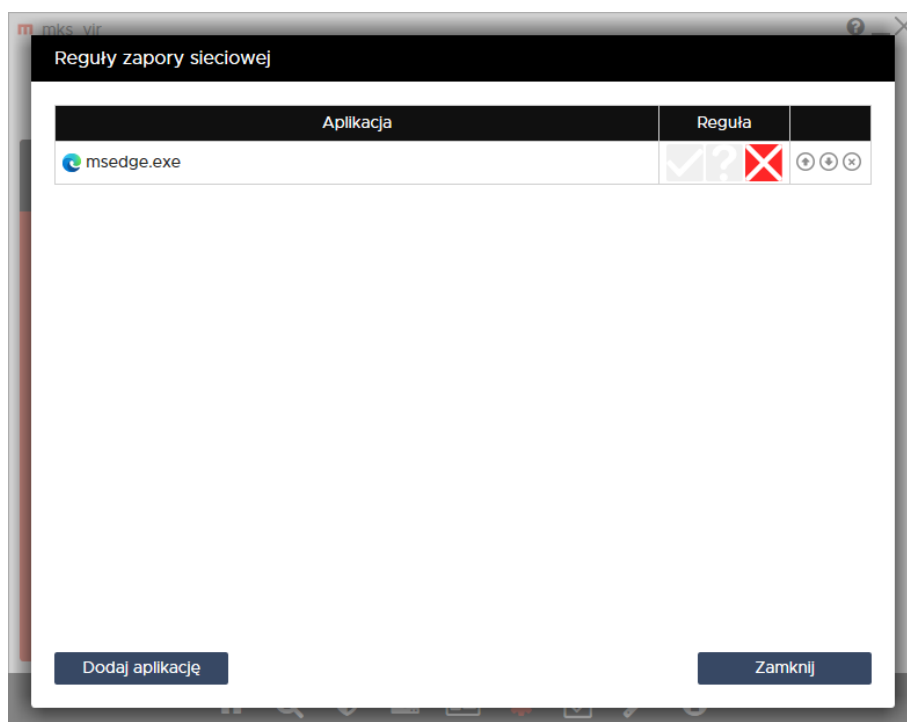 mks_vir
Reguły zapory sieciowej
Aplikacja Reguła
msedge.exe
Dodaj aplikację Zamknij